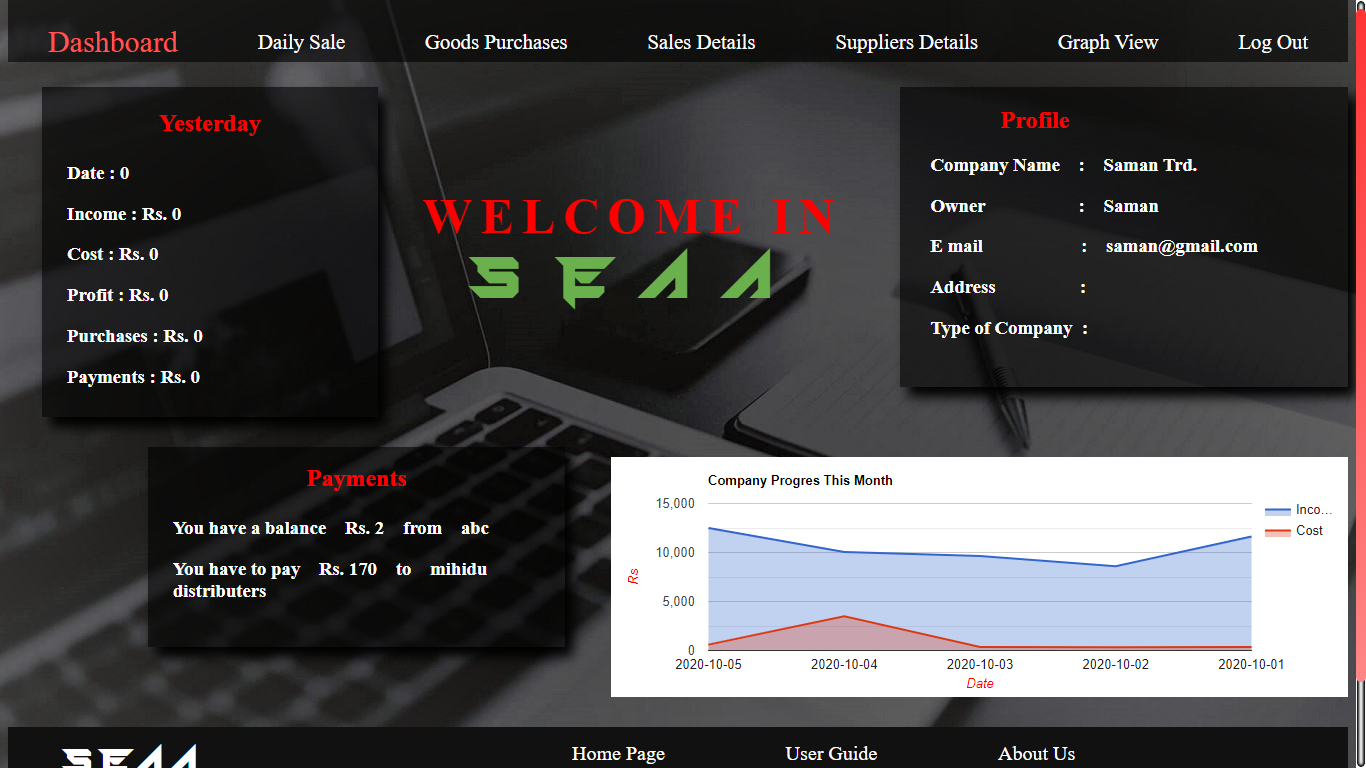 Dashboard Daily Sale Goods Purchases Sales Details Suppliers Details Graph View Log Out
Yesterday
Date : 0
Income : Rs. 0
Cost : Rs. 0
Profit : Rs. 0
Purchases : Rs. 0
Payments : Rs. 0
WELCOME IN
SEAA
Profile
Company Name : Saman Trd.
Owner : Saman
E mail : saman@gmail.com
Address :
Type of Company :
Payments
You have a balance Rs. 2 from abc
You have to pay Rs. 170 to mihidu
distributers
Company Progres This Month
15,000
10,000
5,000
0
Rs
2020-10-05 2020-10-04 2020-10-03 2020-10-02 2020-10-01
Date
Inco...
Cost
SEAA
Home Page User Guide About Us